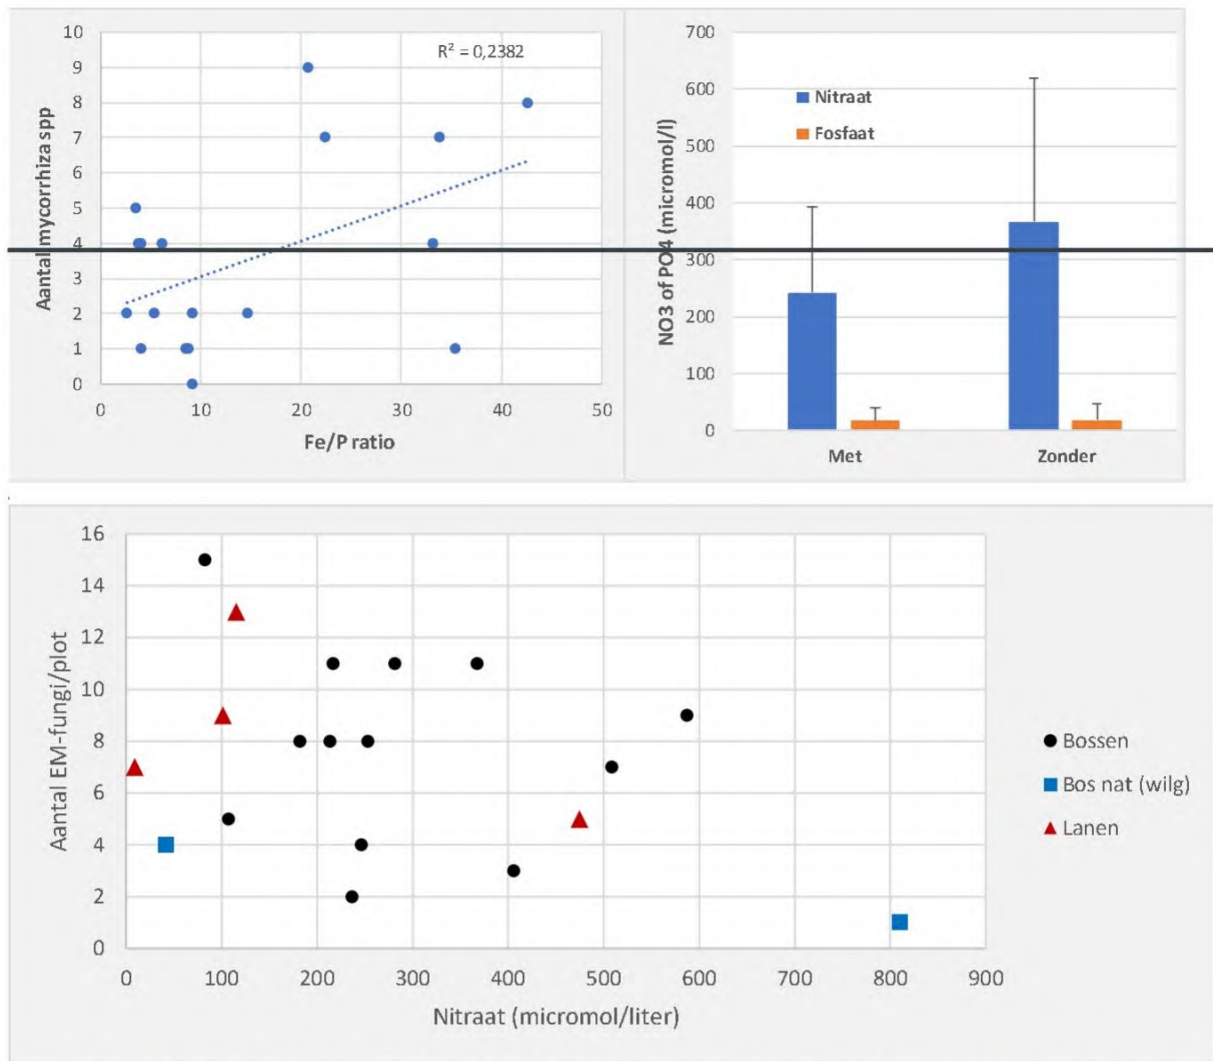 10
9
8
7
6
5
4
3
2
1
0
Aantal mycorrhiza spp
R² = 0,2382
0 10 20 30 40 50
Fe/P ratio
700
600
500
400
300
200
100
0
NO3 of PO4 (micromol/l)
Nitraat
Fosfaat
Met Zonder
16
14
12
10
8
6
4
2
0
Aantal EM-fungi/plot
0 100 200 300 400 500 600 700 800 900
Nitraat (micromol/liter)
Bossen
Bos nat (wilg)
Lanen